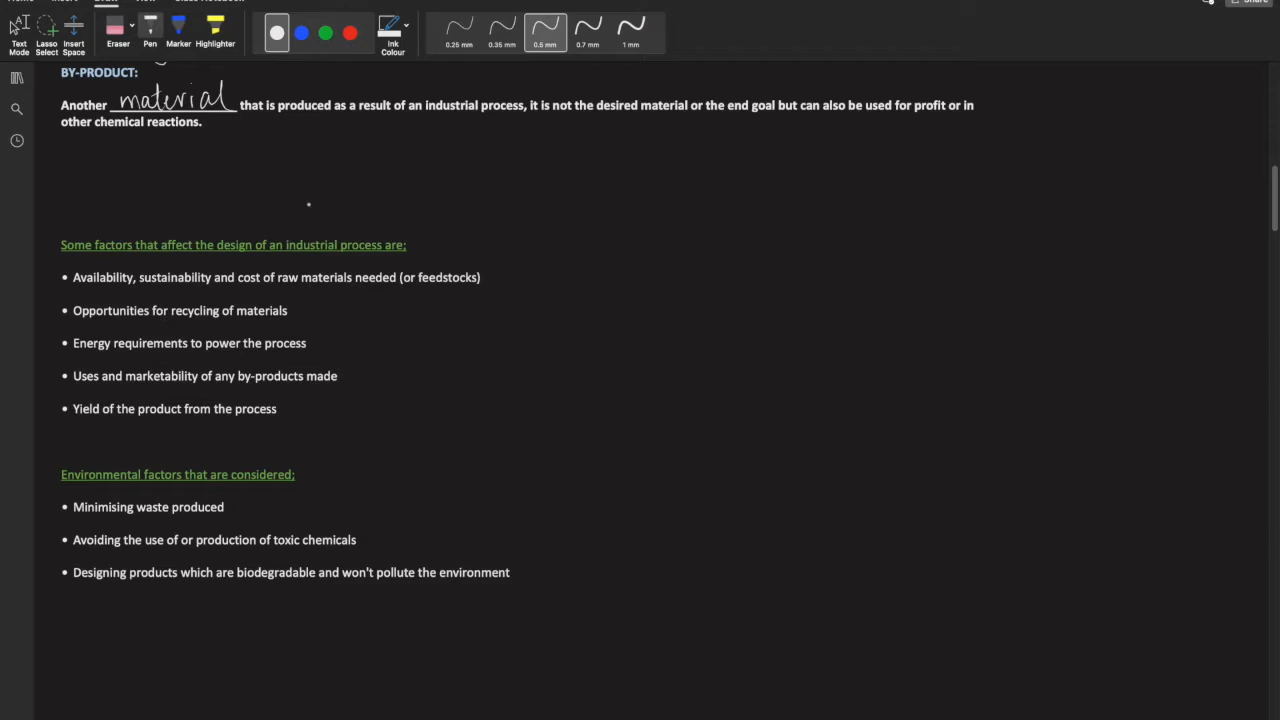 Text Mode
Lasso Select
Insert Space
Eraser
Pen
Marker
Highlighter
Ink Colour
0.25 mm
0.35 mm
0.5 mm
0.7 mm
1 mm
BY-PRODUCT:
Another material that is produced as a result of an industrial process, it is not the desired material or the end goal but can also be used for profit or in
other chemical reactions.
Some factors that affect the design of an industrial process are;
• Availability, sustainability and cost of raw materials needed (or feedstocks)
• Opportunities for recycling of materials
• Energy requirements to power the process
• Uses and marketability of any by-products made
• Yield of the product from the process
Environmental factors that are considered;
• Minimising waste produced
• Avoiding the use of or production of toxic chemicals
• Designing products which are biodegradable and won't pollute the environment